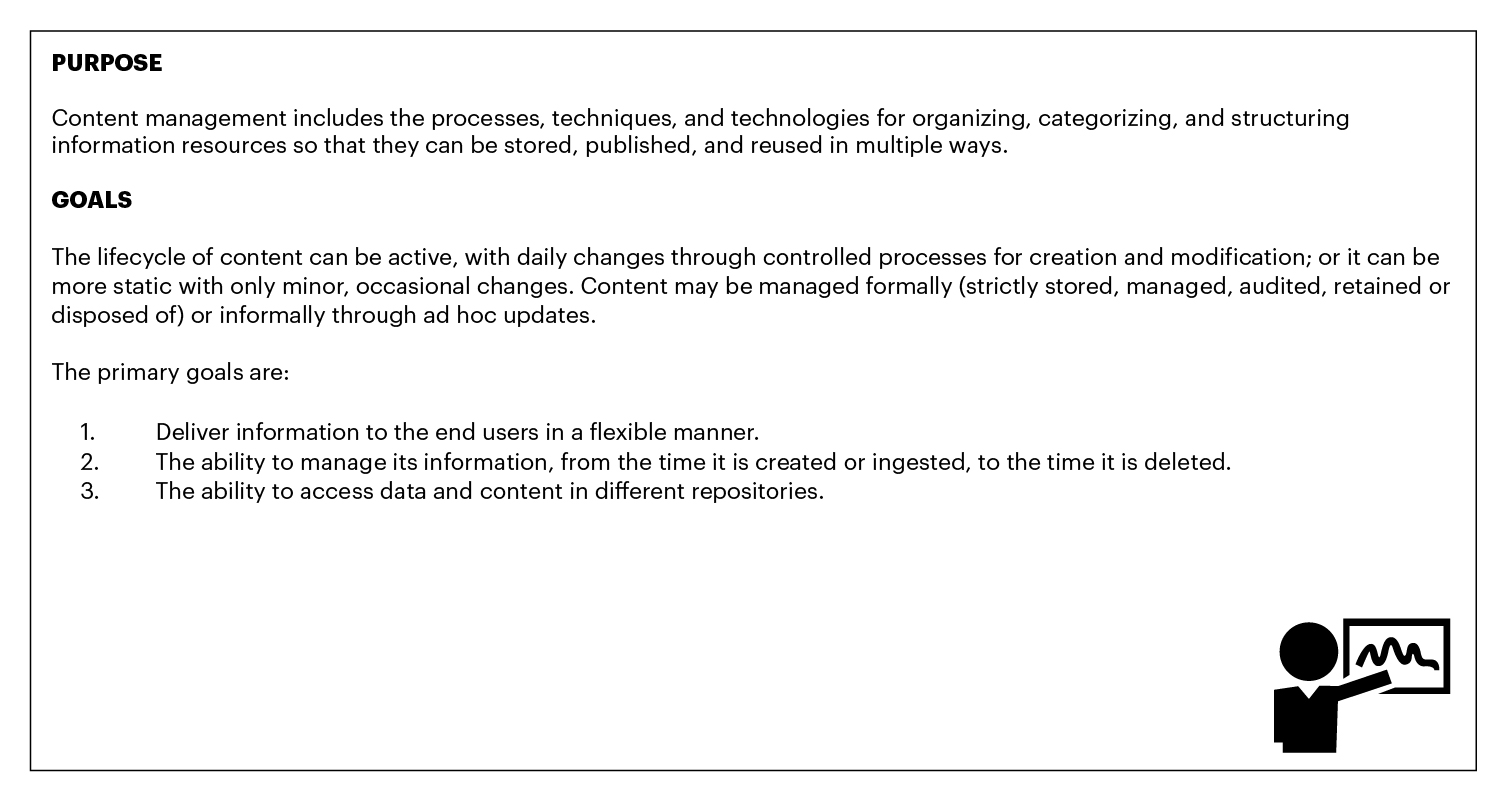 PURPOSE
Content management includes the processes, techniques, and technologies for organizing, categorizing, and structuring
information resources so that they can be stored, published, and reused in multiple ways.
GOALS
The lifecycle of content can be active, with daily changes through controlled processes for creation and modification; or it can be
more static with only minor, occasional changes. Content may be managed formally (strictly stored, managed, audited, retained or
disposed of) or informally through ad hoc updates.
The primary goals are:
1. Deliver information to the end users in a flexible manner.
2. The ability to manage its information, from the time it is created or ingested, to the time it is deleted.
3. The ability to access data and content in different repositories.